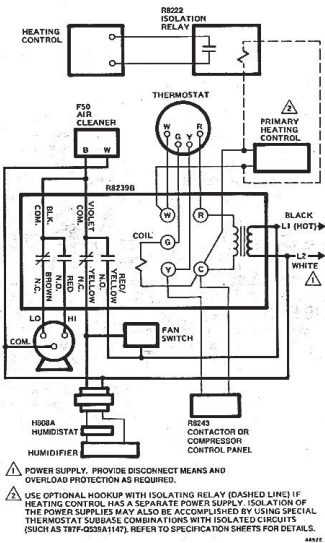 R8222
ISOLATION
RELAY
HEATING
CONTROL
THERMOSTAT
F50
AIR
CLEANER
2
PRIMARY
HEATING
CONTROL
W
R
G
Y
B W
R8239B
BLK.
COM.
VIOLET
COM.
W
R
BLACK
L1 (HOT)
COIL
G
L2
WHITE
1
N.C.
BROWN
N.O.
RED
N.C.
YELLOW
N.O.
RED/
YELLOW
Y
C
LO
HI
COM.
FAN
SWITCH
H808A
HUMIDISTAT
HUMIDIFIER
R8243
CONTACTOR OR
COMPRESSOR
CONTROL PANEL
1 POWER SUPPLY. PROVIDE DISCONNECT MEANS AND
OVERLOAD PROTECTION AS REQUIRED.
2 USE OPTIONAL HOOKUP WITH ISOLATING RELAY (DASHED LINE) IF
HEATING CONTROL HAS A SEPARATE POWER SUPPLY. ISOLATION OF
THE POWER SUPPLIES MAY ALSO BE ACCOMPLISHED BY USING SPECIAL
THERMOSTAT SUBBASE COMBINATIONS WITH ISOLATED CIRCUITS
(SUCH AS T87F-Q539A1147). REFER TO SPECIFICATION SHEETS FOR DETAILS.
4852E